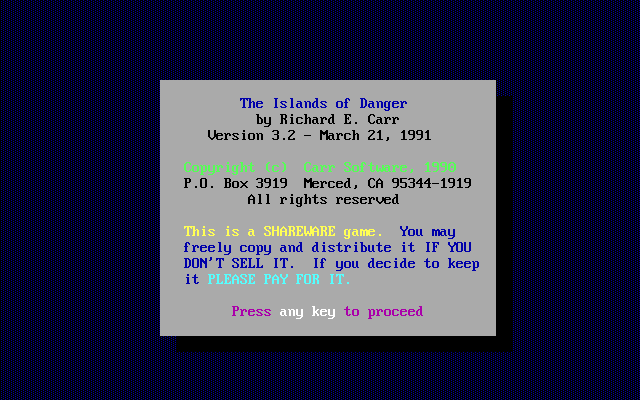 The Islands of Danger
by Richard E. Carr
Version 3.2 - March 21, 1991
Copyright (c)  Carr Software, 1990
P.O. Box 3919  Merced, CA 95344-1919
All rights reserved
This is a SHAREWARE game.  You may
freely copy and distribute it IF YOU
DON'T SELL IT.  If you decide to keep
it PLEASE PAY FOR IT.
Press any key to proceed